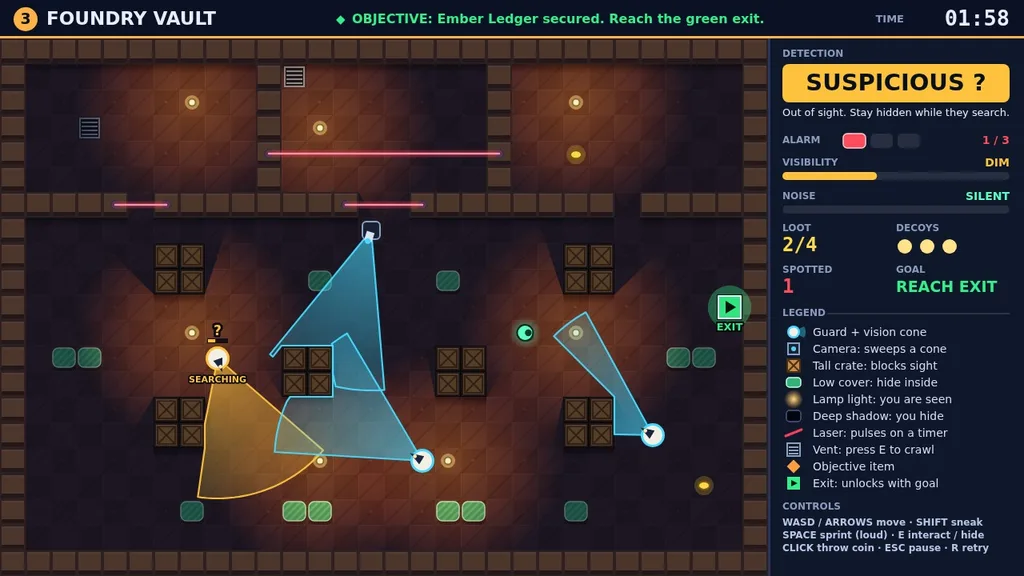 3 FOUNDRY VAULT
◆ OBJECTIVE: Ember Ledger secured. Reach the green exit.
TIME 01:58
DETECTION
SUSPICIOUS ?
Out of sight. Stay hidden while they search.
ALARM 1 / 3
VISIBILITY DIM
NOISE SILENT
LOOT DECOYS
2/4
SPOTTED GOAL
1 REACH EXIT
LEGEND
Guard + vision cone
Camera: sweeps a cone
Tall crate: blocks sight
Low cover: hide inside
Lamp light: you are seen
Deep shadow: you hide
Laser: pulses on a timer
Vent: press E to crawl
Objective item
Exit: unlocks with goal
CONTROLS
WASD / ARROWS move · SHIFT sneak
SPACE sprint (loud) · E interact / hide
CLICK throw coin · ESC pause · R retry
?
SEARCHING
EXIT